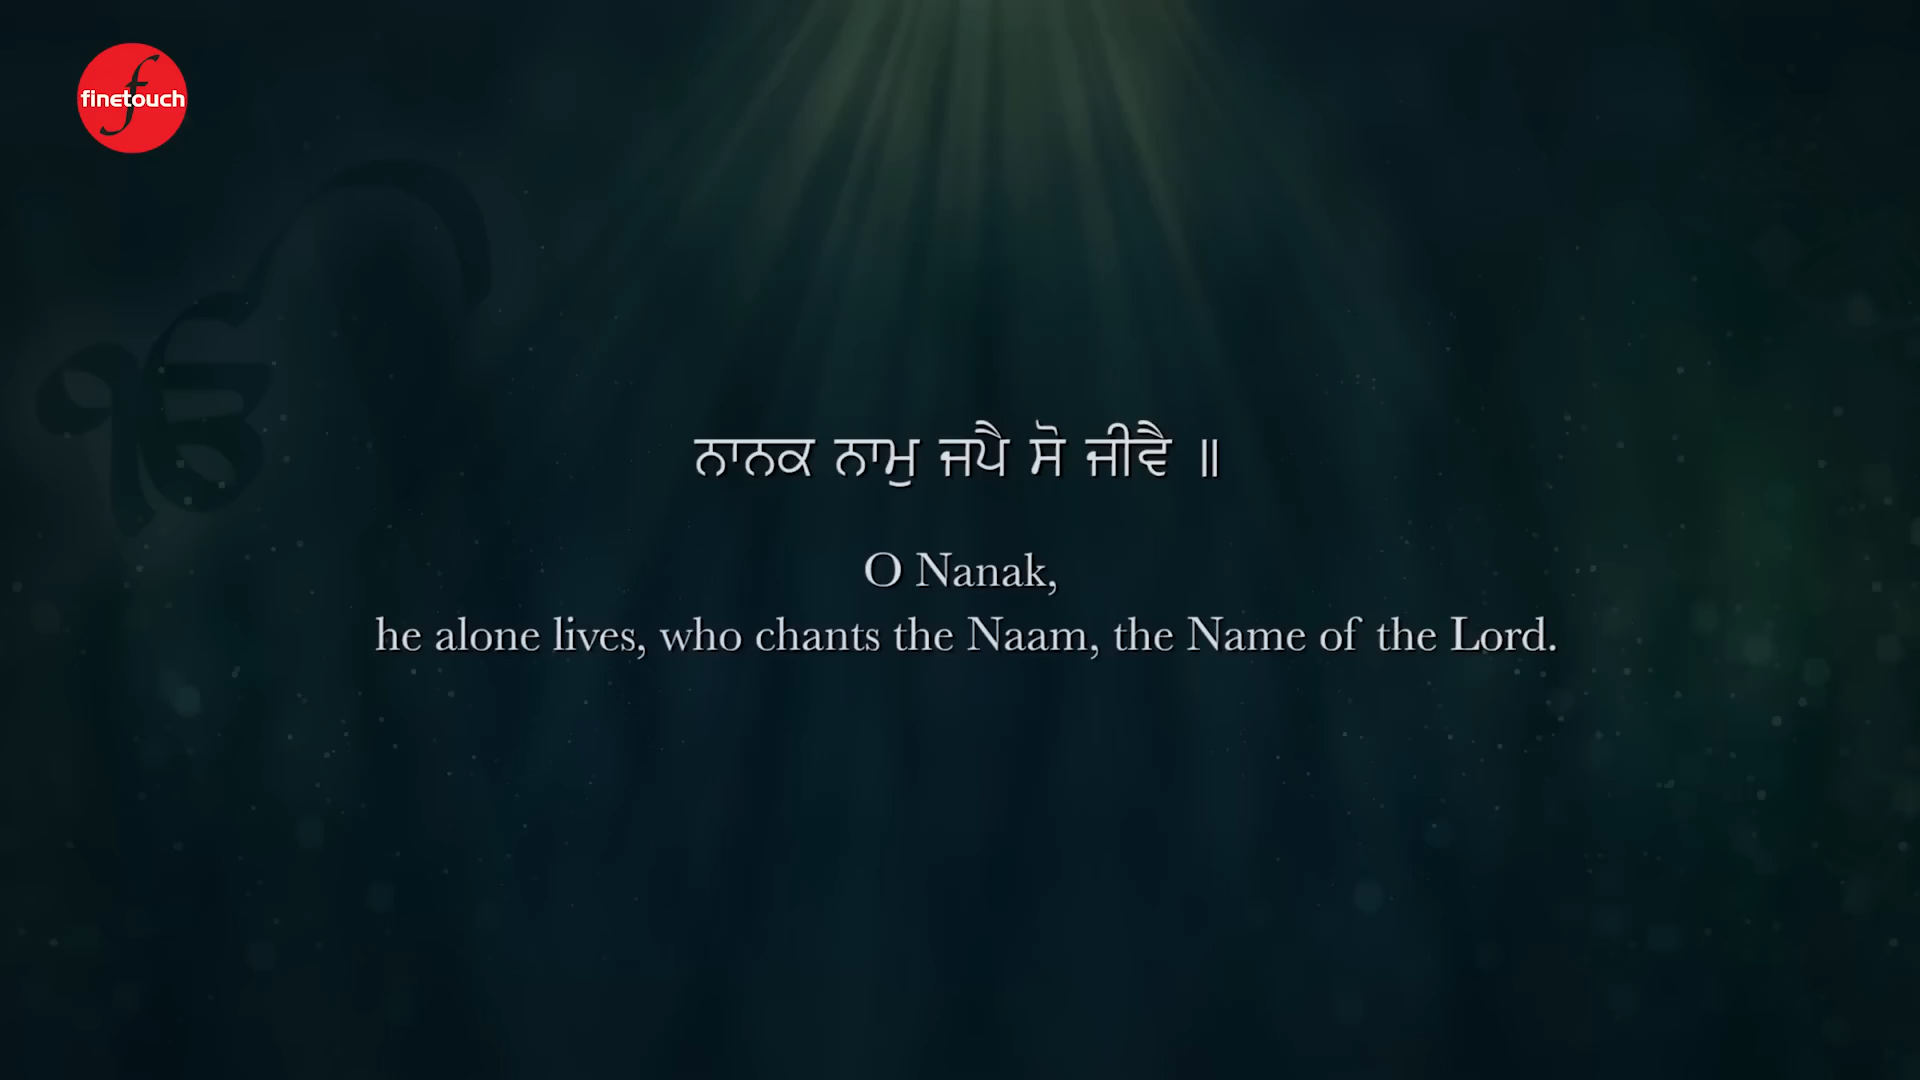 finetouch
ਨਾਨਕ ਨਾਮੁ ਜਪੈ ਸੋ ਜੀਵੈ ॥
O Nanak,
he alone lives, who chants the Naam, the Name of the Lord.
ੴ